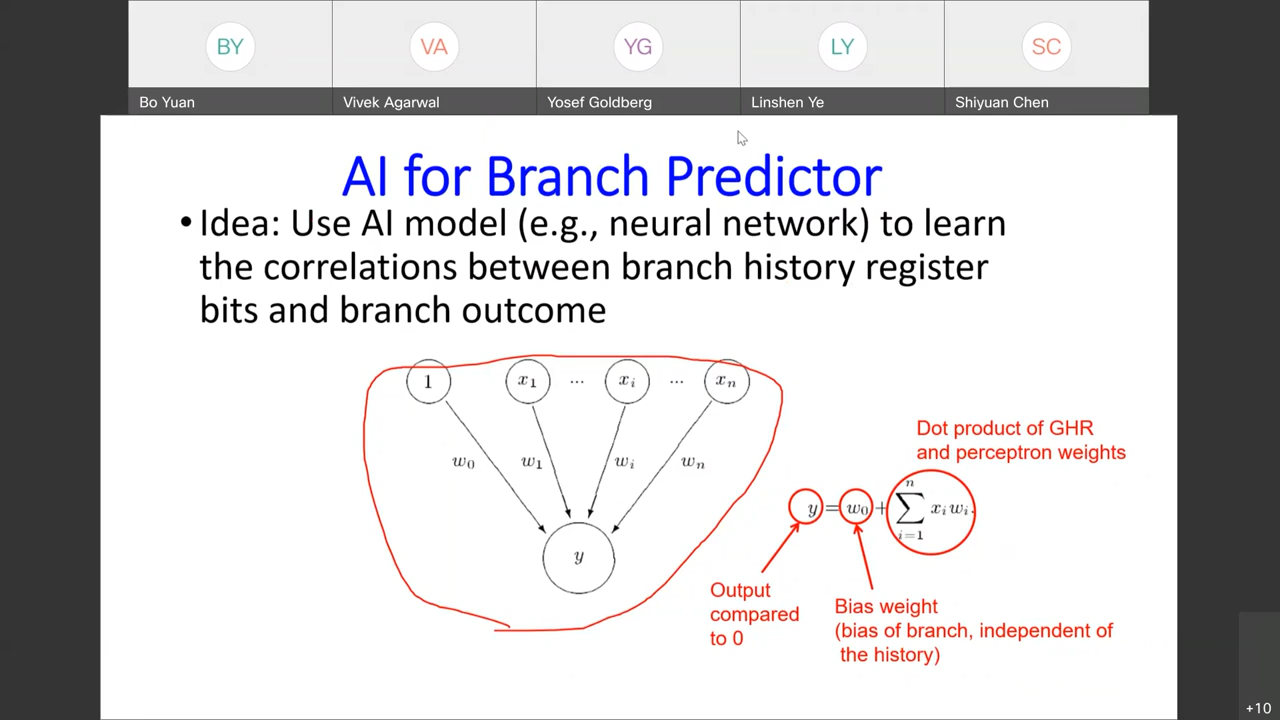 BY VA YG LY SC
Bo Yuan Vivek Agarwal Yosef Goldberg Linshen Ye Shiyuan Chen
AI for Branch Predictor
• Idea: Use AI model (e.g., neural network) to learn
the correlations between branch history register
bits and branch outcome
1 x₁ ... xᵢ ... xₙ
w₀ w₁ wᵢ wₙ
y
Dot product of GHR
and perceptron weights
y = w₀ + ∑ⁿᵢ₌₁ xᵢwᵢ.
Output
compared
to 0
Bias weight
(bias of branch, independent of
the history)
+10